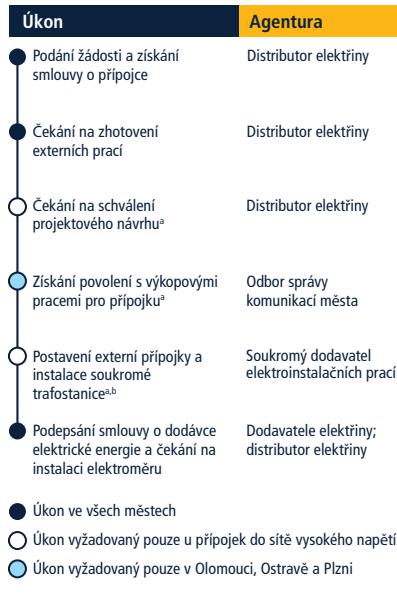 Úkon Agentura
Podání žádosti a získání Distributor elektřiny
smlouvy o přípojce
Čekání na zhotovení Distributor elektřiny
externích prací
Čekání na schválení Distributor elektřiny
projektového návrhuᵃ
Získání povolení s výkopovými Odbor správy
pracemi pro přípojkuᵃ komunikací města
Postavení externí přípojky a Soukromý dodavatel
instalace soukromé elektroinstalačních prací
trafostaniceᵃ,ᵇ
Podepsání smlouvy o dodávce Dodavatele elektřiny;
elektrické energie a čekání na distributor elektřiny
instalaci elektroměru
Úkon ve všech městech
Úkon vyžadovaný pouze u přípojek do sítě vysokého napětí
Úkon vyžadovaný pouze v Olomouci, Ostravě a Plzni